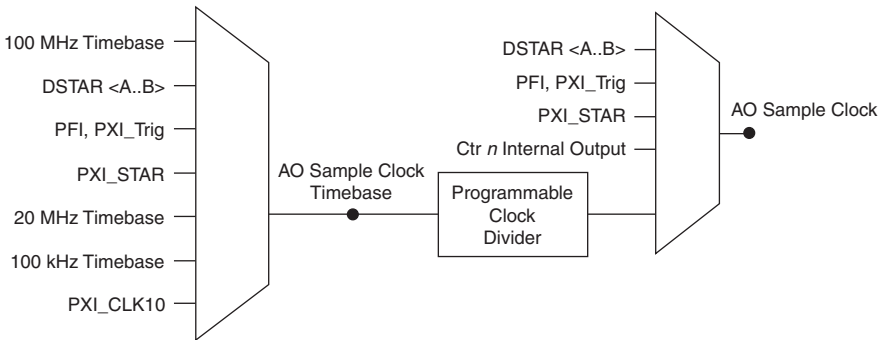 100 MHz Timebase
DSTAR <A..B>
PFI, PXI_Trig
PXI_STAR
20 MHz Timebase
100 kHz Timebase
PXI_CLK10
AO Sample Clock
Timebase
Programmable
Clock
Divider
DSTAR <A..B>
PFI, PXI_Trig
PXI_STAR
Ctr n Internal Output
AO Sample Clock